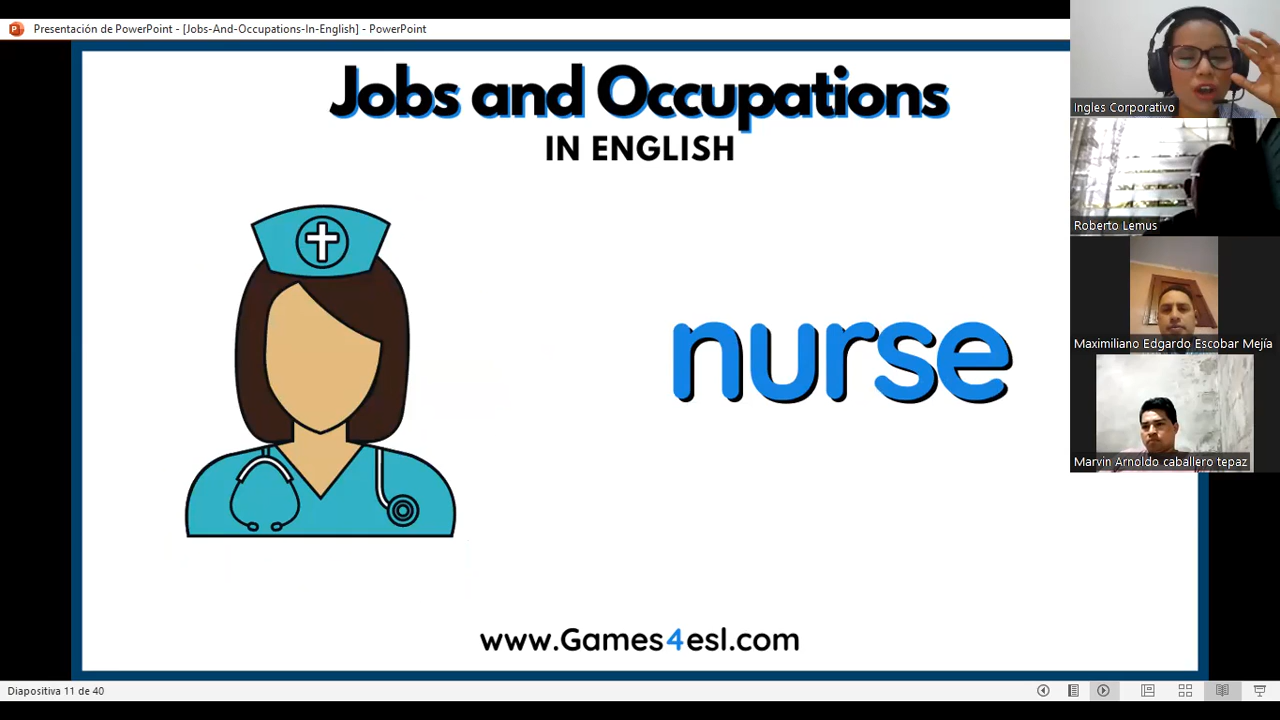 Presentación de PowerPoint - [Jobs-And-Occupations-In-English] - PowerPoint
Jobs and Occupations
IN ENGLISH
nurse
www.Games4esl.com
Ingles Corporativo
Roberto Lemus
Maximiliano Edgardo Escobar Mejía
Marvin Arnoldo caballero tepaz
Diapositiva 11 de 40